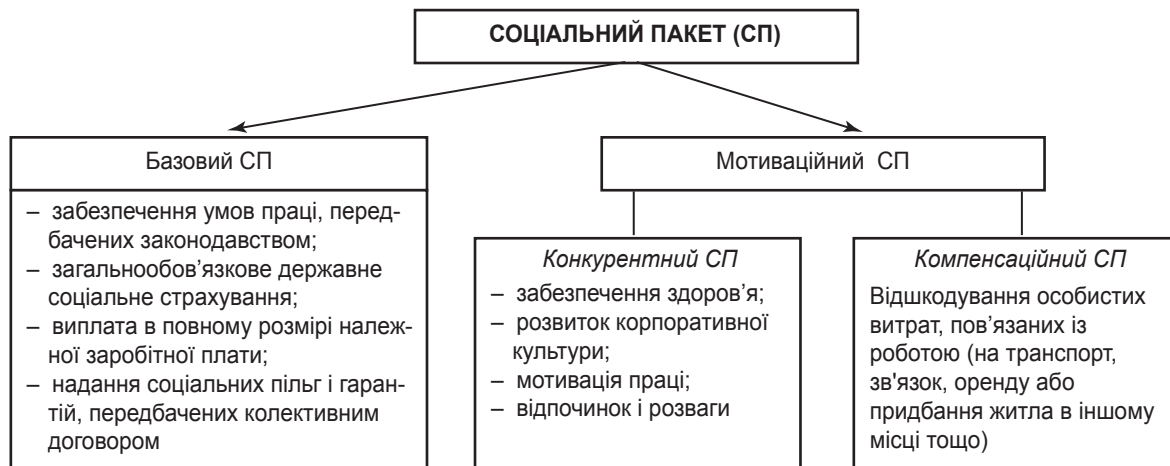 СОЦІАЛЬНИЙ ПАКЕТ (СП)
Базовий СП
– забезпечення умов праці, перед-
бачених законодавством;
– загальнообов’язкове державне
соціальне страхування;
– виплата в повному розмірі належ-
ної заробітної плати;
– надання соціальних пільг і гаран-
тій, передбачених колективним
договором
Мотиваційний СП
Конкурентний СП
– забезпечення здоров’я;
– розвиток корпоративної
культури;
– мотивація праці;
– відпочинок і розваги
Компенсаційний СП
Відшкодування особистих
витрат, пов’язаних із
роботою (на транспорт,
зв'язок, оренду або
придбання житла в іншому
місці тощо)